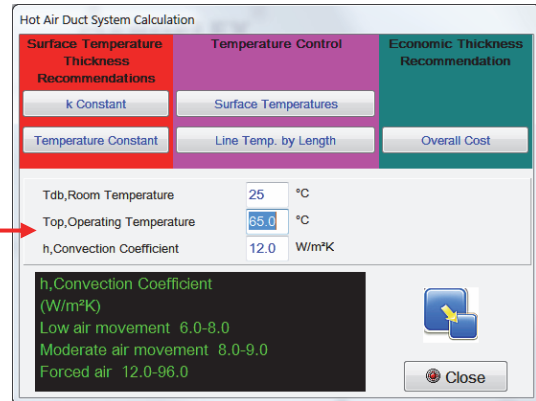 Hot Air Duct System Calculation
Surface Temperature
Thickness
Recommendations
Temperature Control
Economic Thickness
Recommendation
k Constant
Surface Temperatures
Temperature Constant
Line Temp. by Length
Overall Cost
Tdb,Room Temperature 25 °C
Top,Operating Temperature 65.0 °C
h,Convection Coefficient 12.0 W/m²K
h,Convection Coefficient
(W/m²K)
Low air movement 6.0-8.0
Moderate air movement 8.0-9.0
Forced air 12.0-96.0
Close